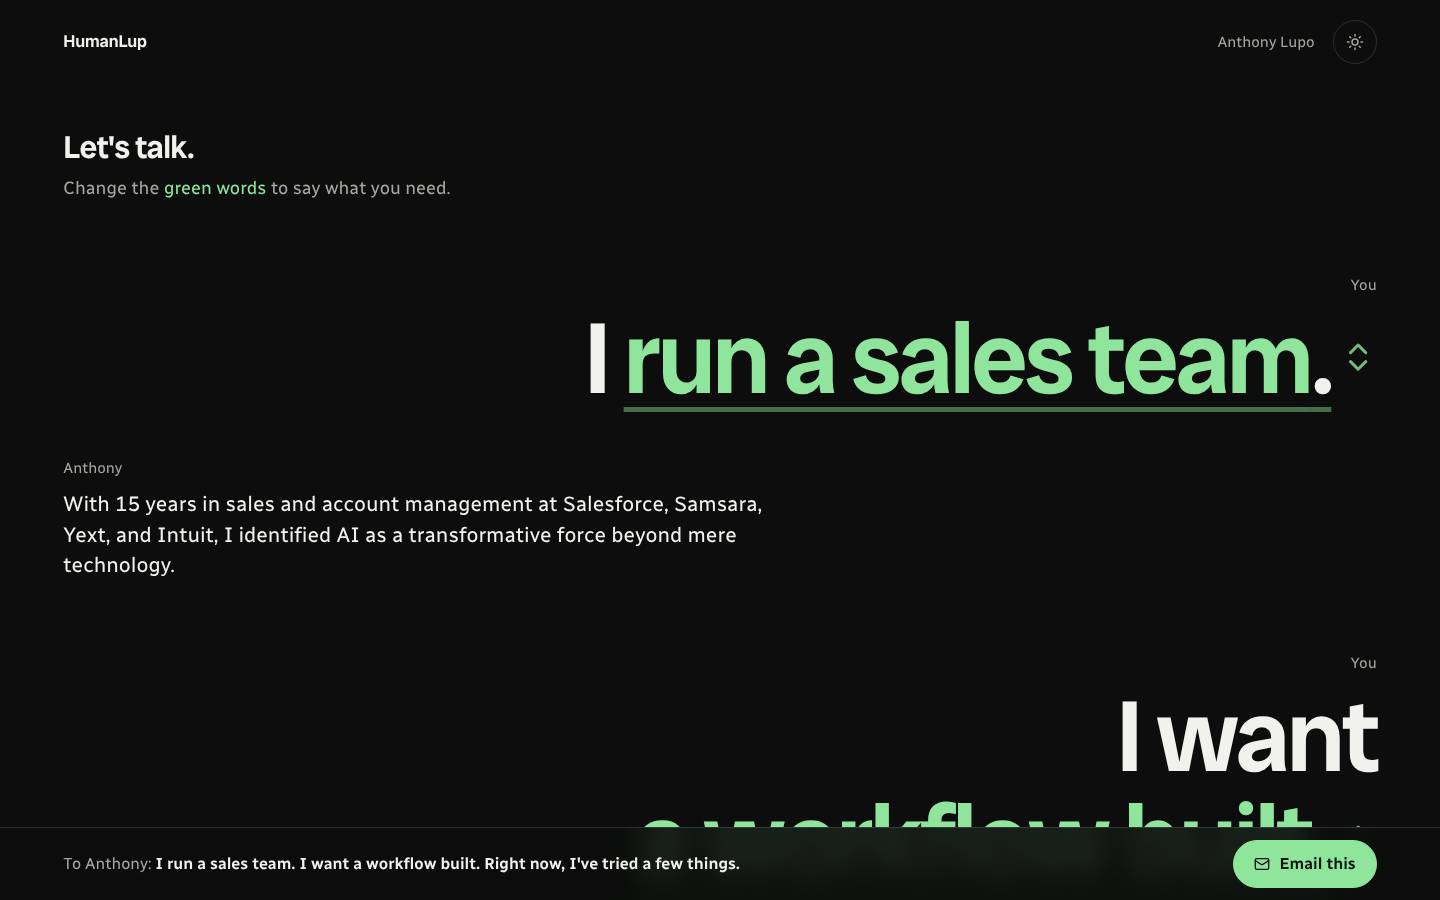 HumanLup
Anthony Lupo
Let's talk.
Change the green words to say what you need.
You
I run a sales team.
Anthony
With 15 years in sales and account management at Salesforce, Samsara,
Yext, and Intuit, I identified AI as a transformative force beyond mere
technology.
You
I want
a workflow built
To Anthony: I run a sales team. I want a workflow built. Right now, I've tried a few things.
Email this